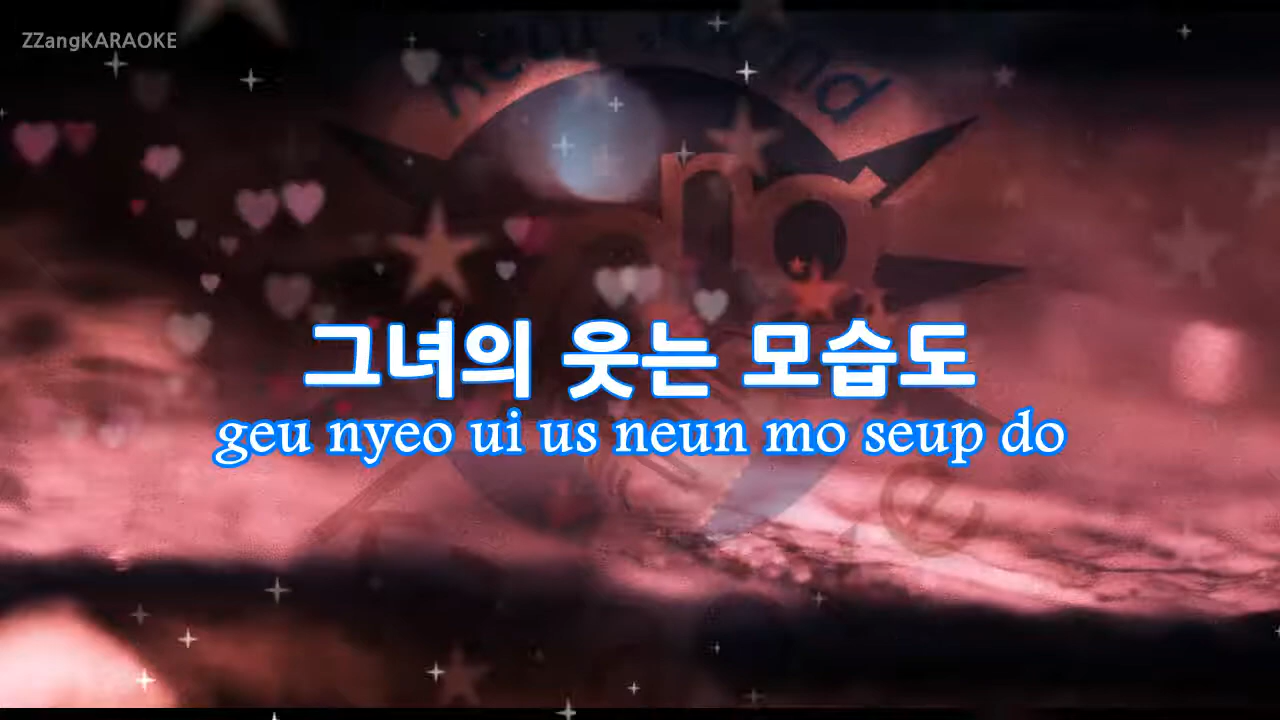 ZZangKARAOKE
그녀의 웃는 모습도
geu nyeo ui us neun mo seup do